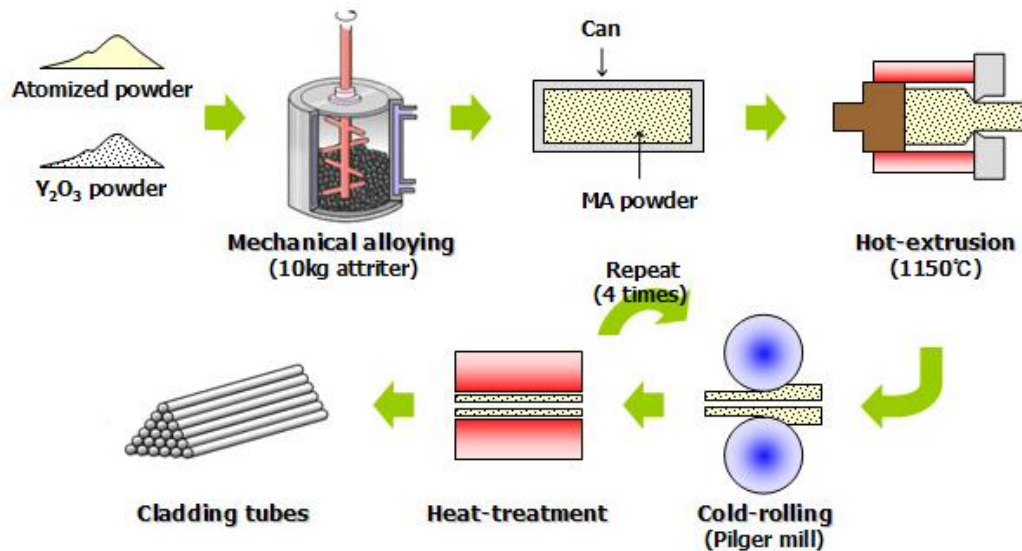 Atomized powder
Y₂O₃ powder
Mechanical alloying
(10kg attriter)
Can
MA powder
Hot-extrusion
(1150℃)
Repeat
(4 times)
Cladding tubes
Heat-treatment
Cold-rolling
(Pilger mill)